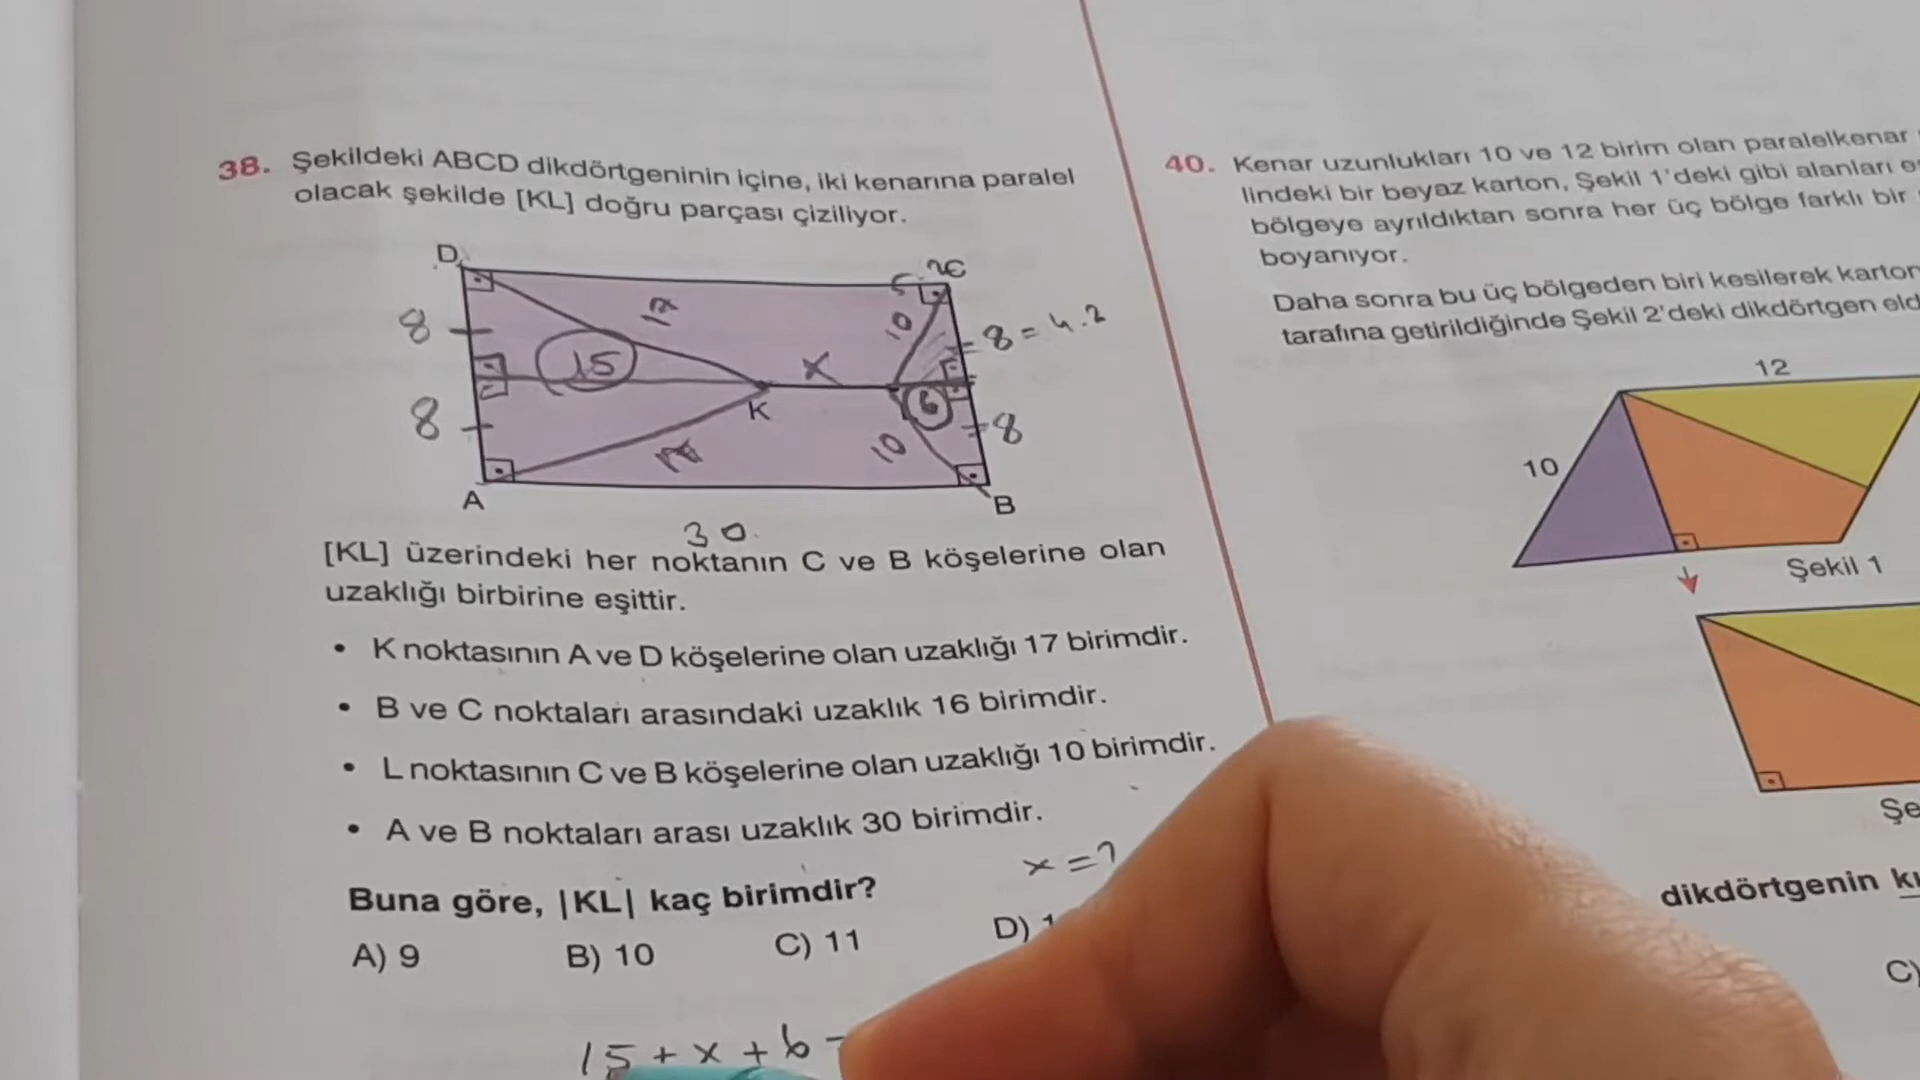 38. Şekildeki ABCD dikdörtgeninin içine, iki kenarına paralel
olacak şekilde [KL] doğru parçası çiziliyor.
D
C
8
17
10
8 = 4.2
15
x
8
K
6
8
17
10
A
B
30
[KL] üzerindeki her noktanın C ve B köşelerine olan
uzaklığı birbirine eşittir.
• K noktasının A ve D köşelerine olan uzaklığı 17 birimdir.
• B ve C noktaları arasındaki uzaklık 16 birimdir.
• L noktasının C ve B köşelerine olan uzaklığı 10 birimdir.
• A ve B noktaları arası uzaklık 30 birimdir.
x = ?
Buna göre, |KL| kaç birimdir?
A) 9 B) 10 C) 11 D) 1
15 + x + 6
40. Kenar uzunlukları 10 ve 12 birim olan paralelkenar
lindeki bir beyaz karton, Şekil 1'deki gibi alanları
bölgeye ayrıldıktan sonra her üç bölge farklı bir
boyanıyor.
Daha sonra bu üç bölgeden biri kesilerek karton
tarafına getirildiğinde Şekil 2'deki dikdörtgen eld
12
10
Şekil 1
Şe
dikdörtgenin
C)